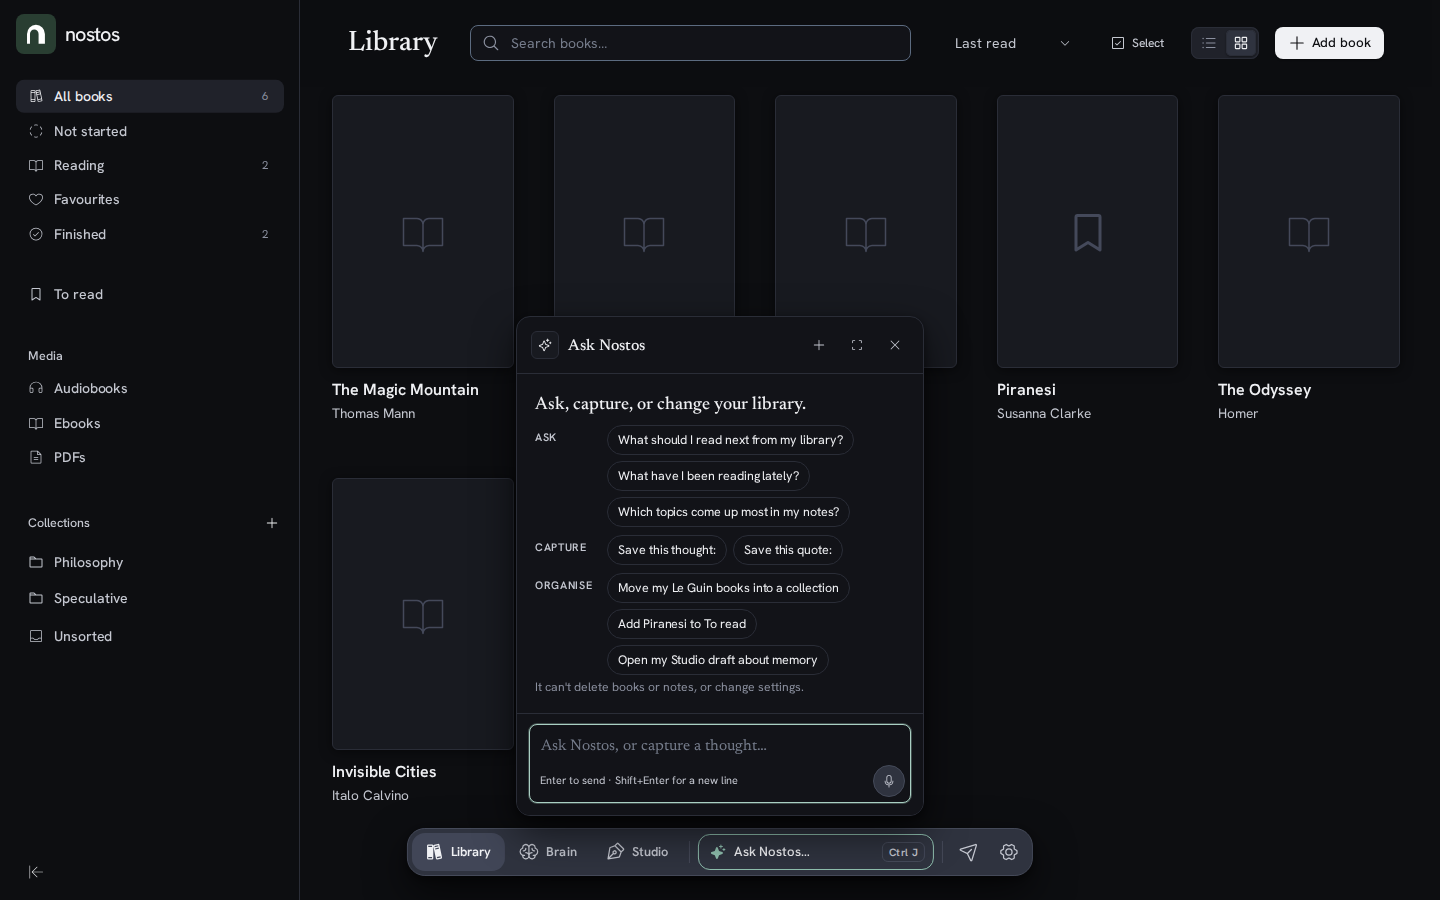 nostos
Library
Search books...
Last read
Select
Add book
All books 6
Not started
Reading 2
Favourites
Finished 2
To read
Media
Audiobooks
Ebooks
PDFs
Collections
Philosophy
Speculative
Unsorted
The Magic Mountain
Thomas Mann
Piranesi
Susanna Clarke
The Odyssey
Homer
Invisible Cities
Italo Calvino
Ask Nostos
Ask, capture, or change your library.
ASK
What should I read next from my library?
What have I been reading lately?
Which topics come up most in my notes?
CAPTURE
Save this thought: Save this quote:
ORGANISE
Move my Le Guin books into a collection
Add Piranesi to To read
Open my Studio draft about memory
It can't delete books or notes, or change settings.
Ask Nostos, or capture a thought...
Enter to send · Shift+Enter for a new line
Library Brain Studio Ask Nostos... Ctrl J